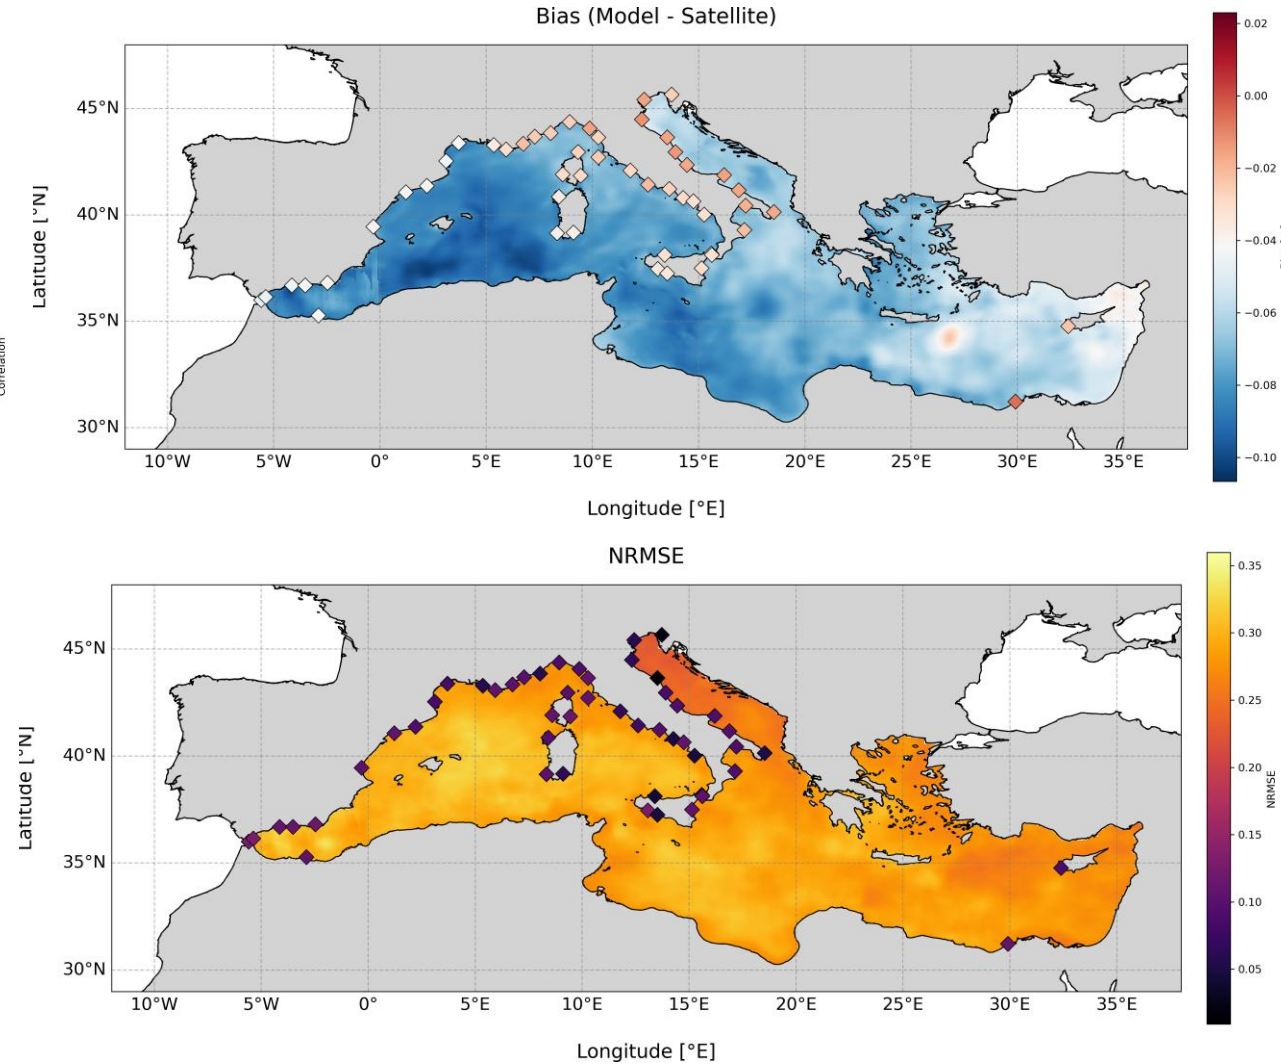 Bias (Model - Satellite)
45°N
40°N
35°N
30°N
Latitude [°N]
10°W 5°W 0° 5°E 10°E 15°E 20°E 25°E 30°E 35°E
Longitude [°E]
0.02
0.00
−0.02
−0.04
−0.06
−0.08
−0.10
Correlation
NRMSE
45°N
40°N
35°N
30°N
Latitude [°N]
10°W 5°W 0° 5°E 10°E 15°E 20°E 25°E 30°E 35°E
Longitude [°E]
0.35
0.30
0.25
0.20
0.15
0.10
0.05
NRMSE